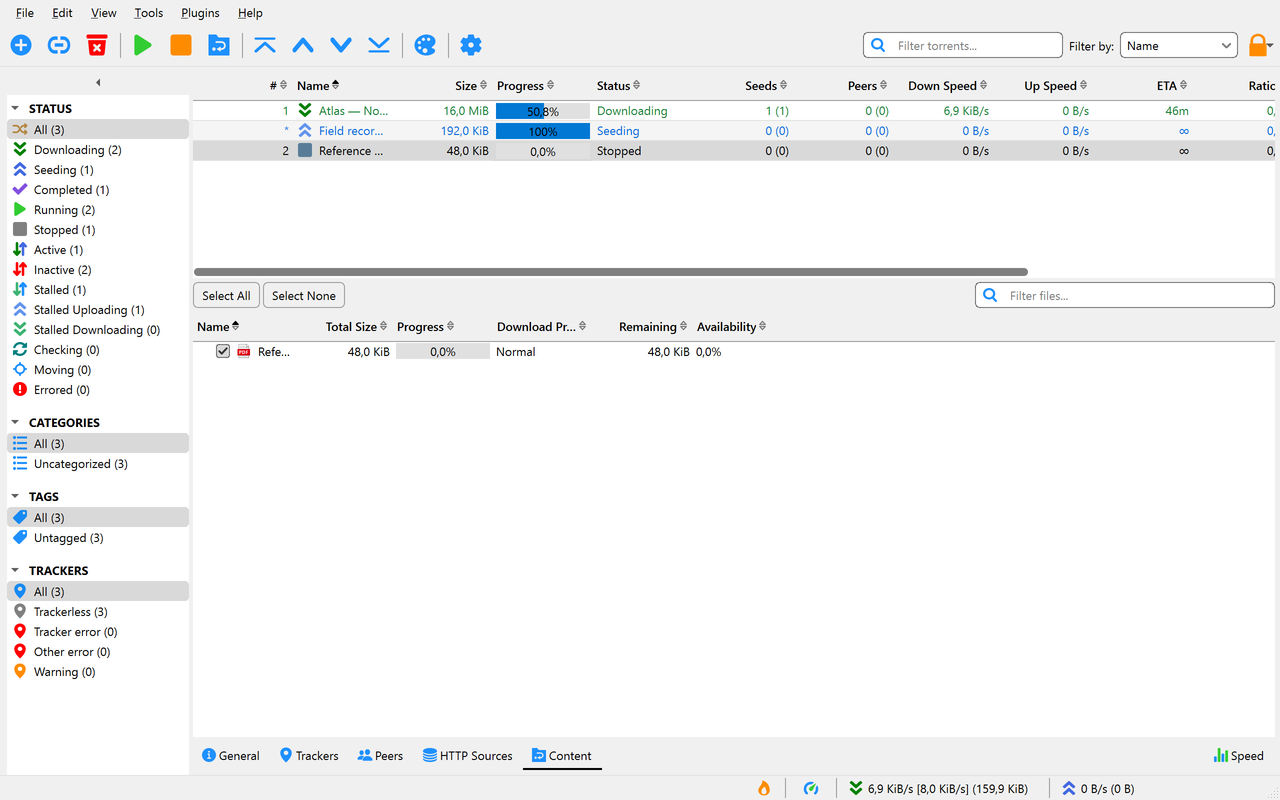 File Edit View Tools Plugins Help
Filter torrents... Filter by: Name
# Name Size Progress Status Seeds Peers Down Speed Up Speed ETA Ratio
1 Atlas — No... 16,0 MiB 50,8% Downloading 1 (1) 0 (0) 6,9 KiB/s 0 B/s 46m 0,
* Field recor... 192,0 KiB 100% Seeding 0 (0) 0 (0) 0 B/s 0 B/s ∞ 0,
2 Reference ... 48,0 KiB 0,0% Stopped 0 (0) 0 (0) 0 B/s 0 B/s ∞ 0,
STATUS
All (3)
Downloading (2)
Seeding (1)
Completed (1)
Running (2)
Stopped (1)
Active (1)
Inactive (2)
Stalled (1)
Stalled Uploading (1)
Stalled Downloading (0)
Checking (0)
Moving (0)
Errored (0)
CATEGORIES
All (3)
Uncategorized (3)
TAGS
All (3)
Untagged (3)
TRACKERS
All (3)
Trackerless (3)
Tracker error (0)
Other error (0)
Warning (0)
Select All Select None Filter files...
Name Total Size Progress Download Pr... Remaining Availability
PDF Refe... 48,0 KiB 0,0% Normal 48,0 KiB 0,0%
General Trackers Peers HTTP Sources Content Speed
6,9 KiB/s [8,0 KiB/s] (159,9 KiB) 0 B/s (0 B)